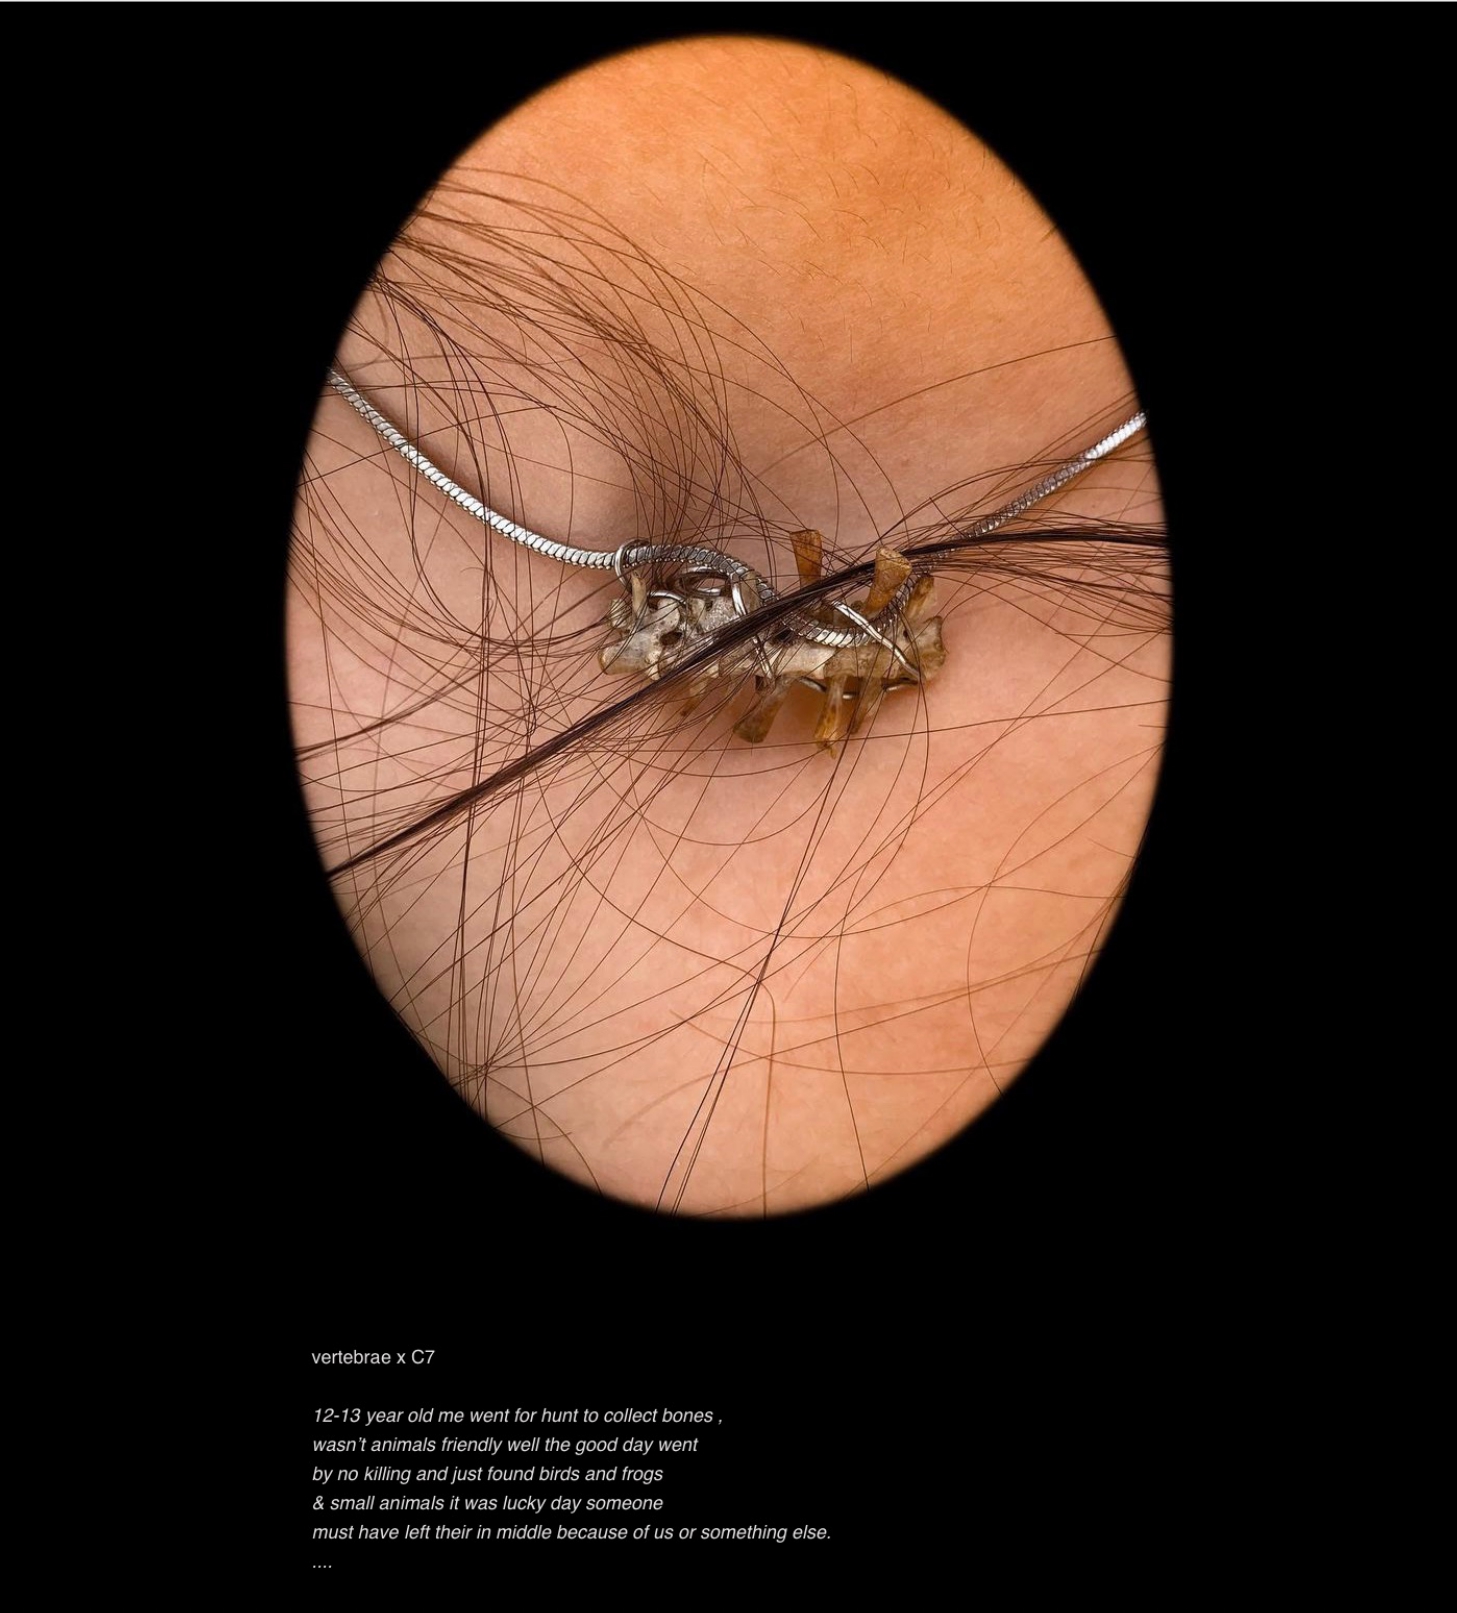 vertebrae x C7
12-13 year old me went for hunt to collect bones ,
wasn't animals friendly well the good day went
by no killing and just found birds and frogs
& small animals it was lucky day someone
must have left their in middle because of us or something else.
....